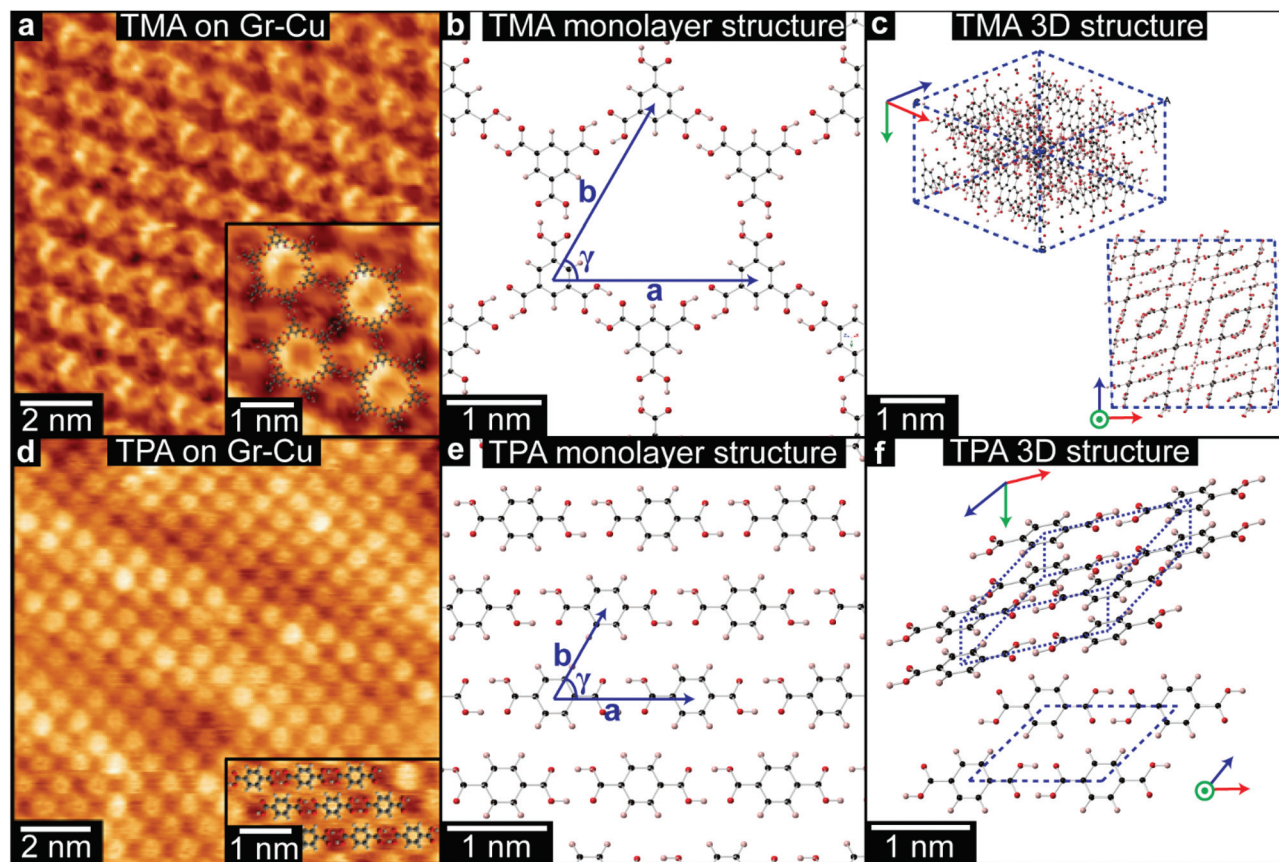 a TMA on Gr-Cu
2 nm
1 nm
b TMA monolayer structure
b
γ
a
1 nm
c TMA 3D structure
A
1 nm
d TPA on Gr-Cu
2 nm
1 nm
e TPA monolayer structure
b
γ
a
1 nm
f TPA 3D structure
1 nm